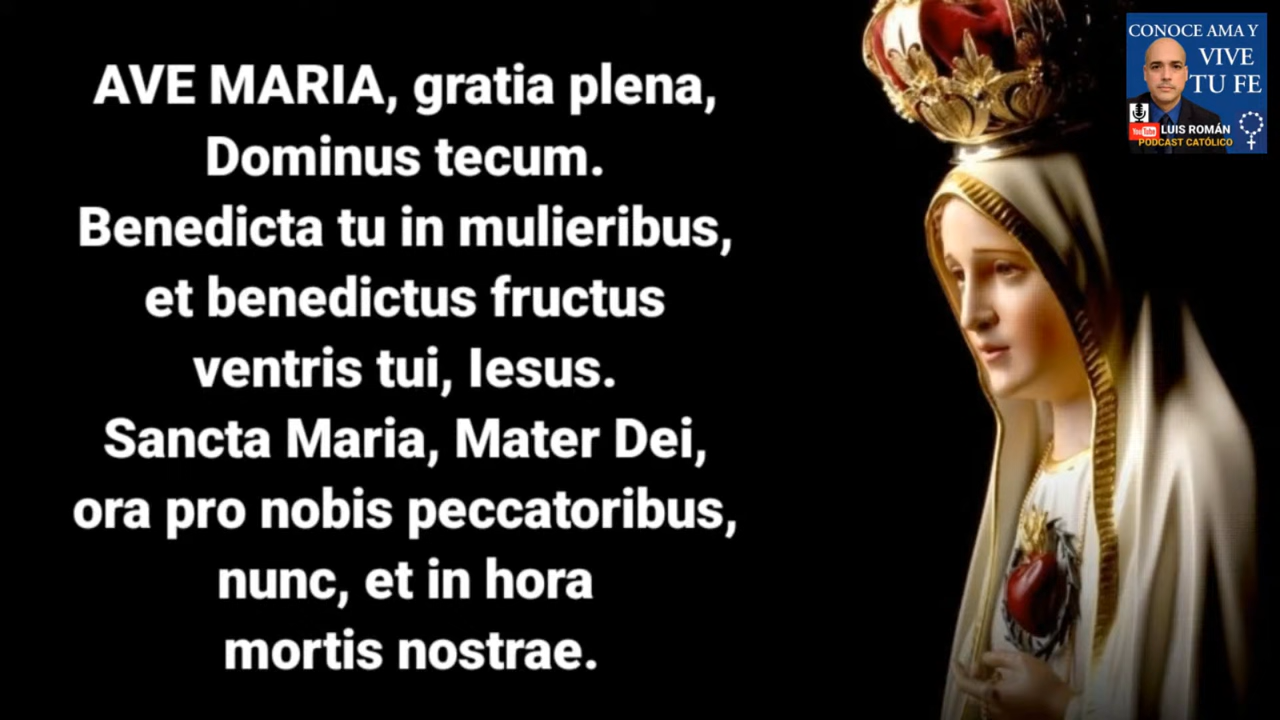 AVE MARIA, gratia plena,
Dominus tecum.
Benedicta tu in mulieribus,
et benedictus fructus
ventris tui, Iesus.
Sancta Maria, Mater Dei,
ora pro nobis peccatoribus,
nunc, et in hora
mortis nostrae.
CONOCE AMA Y
VIVE
TU FE
YouTube LUIS ROMÁN
PODCAST CATÓLICO